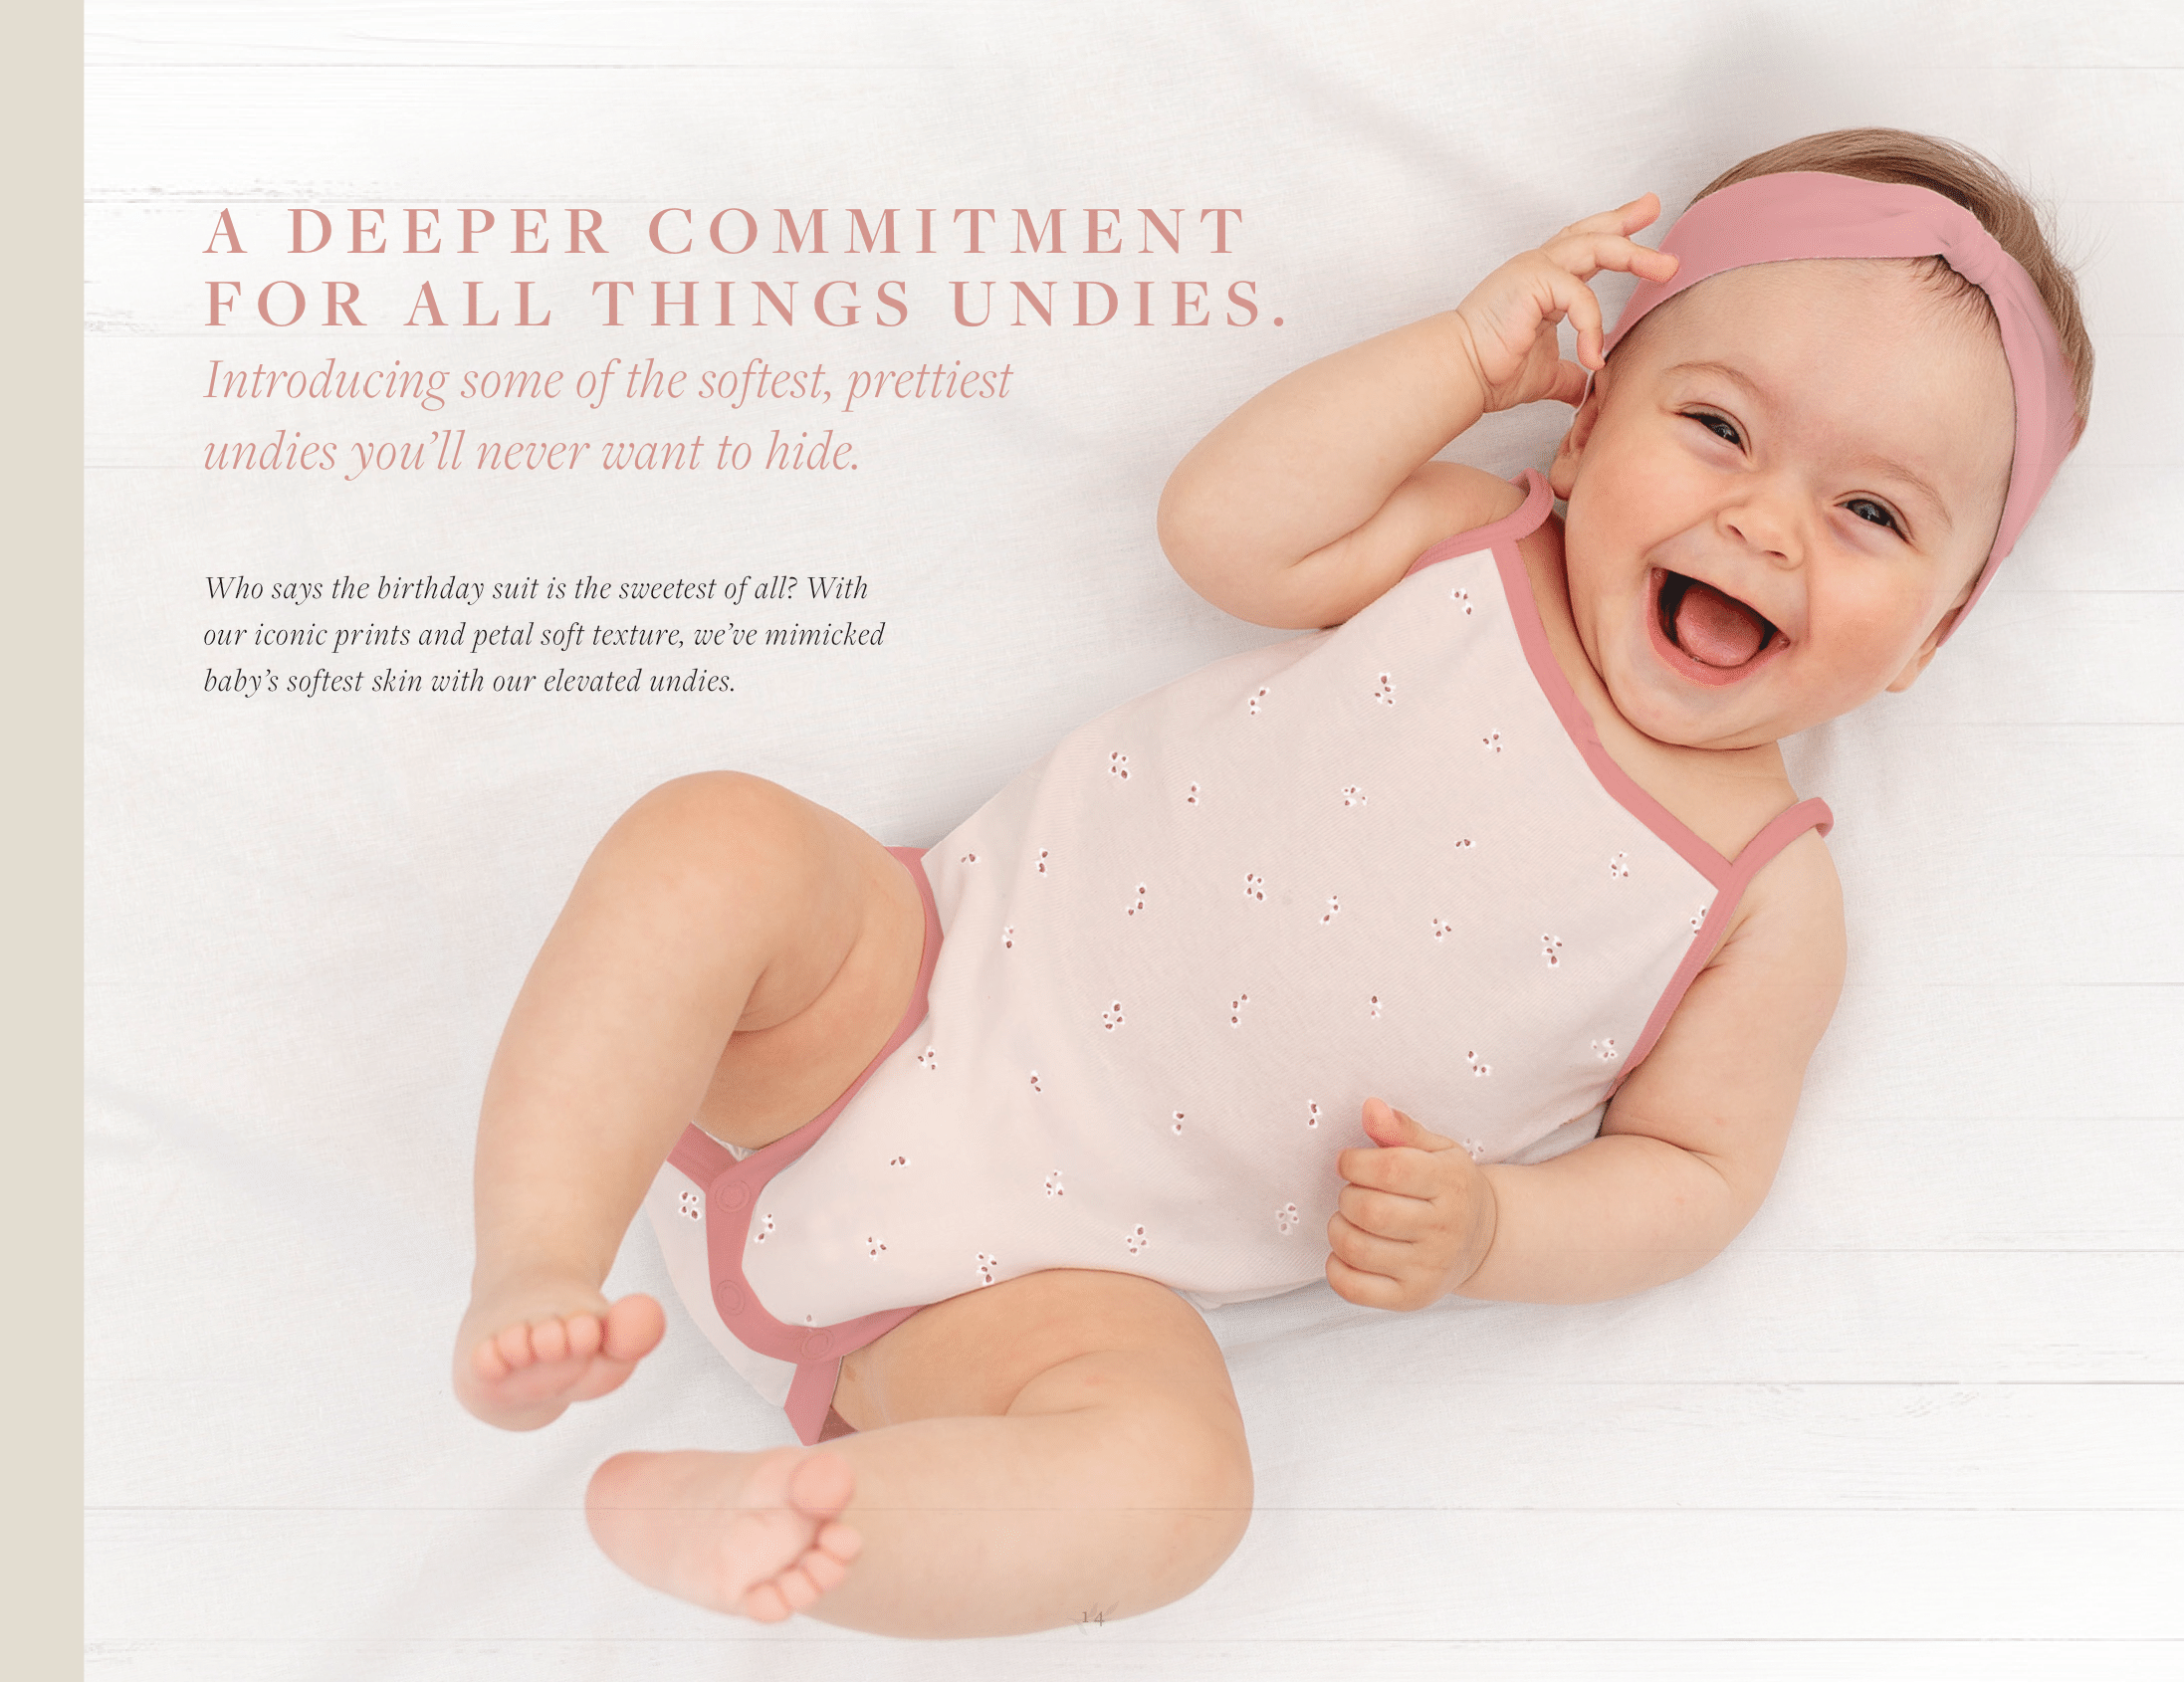 A DEEPER COMMITMENT
FOR ALL THINGS UNDIES.
Introducing some of the softest, prettiest
undies you’ll never want to hide.
Who says the birthday suit is the sweetest of all? With
our iconic prints and petal soft texture, we’ve mimicked
baby’s softest skin with our elevated undies.
14